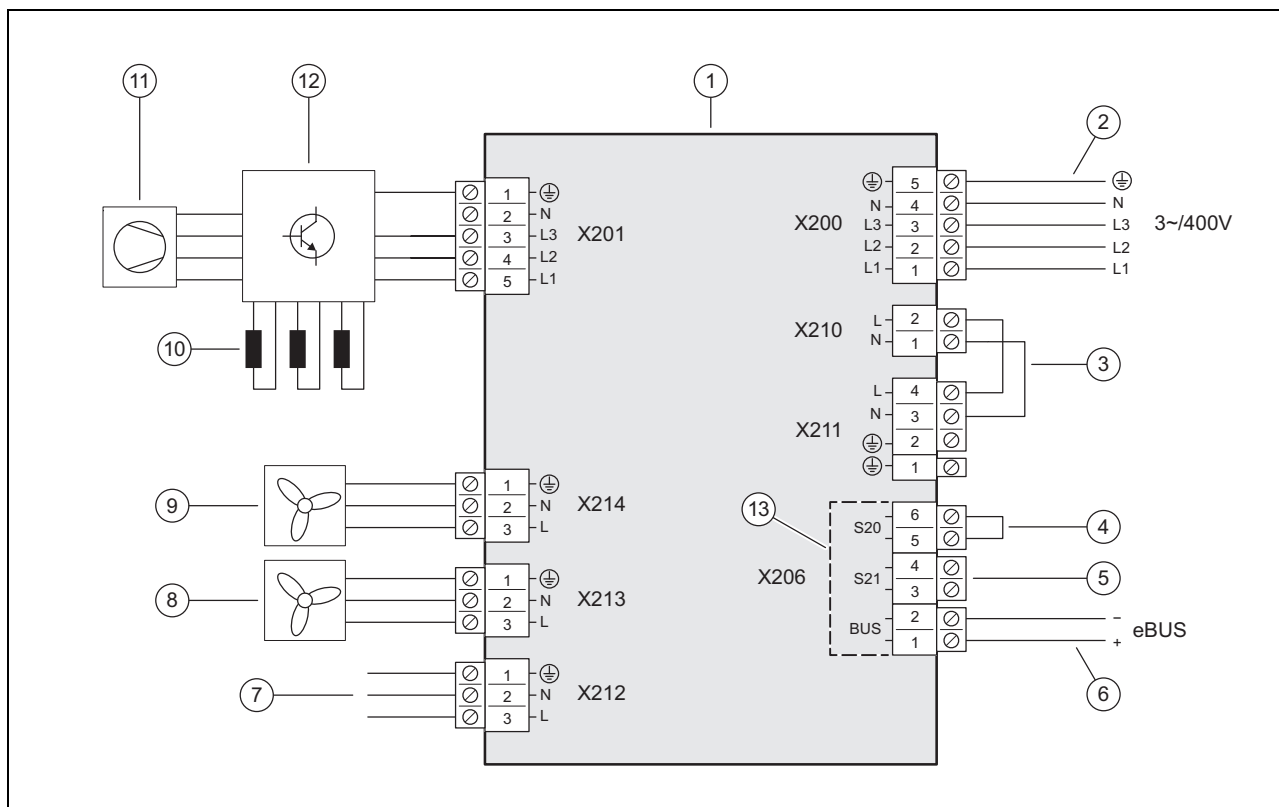 11
12
1
2
1
2 N
3 L3
4 L2
5 L1
X201
X200
5
N 4
L3 3
L2 2
L1 1
N
L3
L2
L1
3~/400V
10
X210
L 2
N 1
3
X211
L 4
N 3
2
1
9
1
2 N
3 L
X214
13
X206
S20
6
5
4
S21
4
3
5
BUS
2
1
–
+
eBUS
6
8
1
2 N
3 L
X213
7
1
2 N
3 L
X212